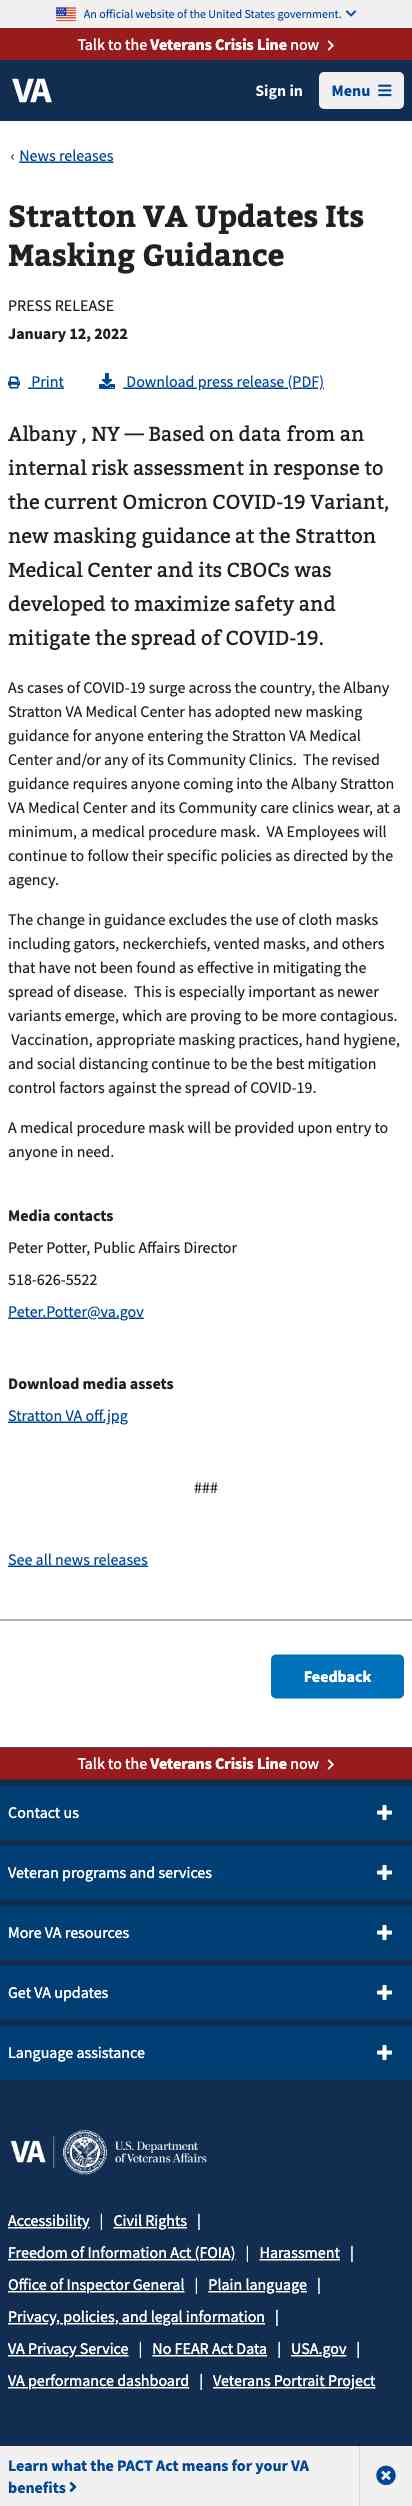 An official website of the United States government.
Talk to the Veterans Crisis Line now
VA
Sign in
Menu
‹ News releases
Stratton VA Updates Its
Masking Guidance
PRESS RELEASE
January 12, 2022
Print
Download press release (PDF)
Albany , NY — Based on data from an
internal risk assessment in response to
the current Omicron COVID-19 Variant,
new masking guidance at the Stratton
Medical Center and its CBOCs was
developed to maximize safety and
mitigate the spread of COVID-19.
As cases of COVID-19 surge across the country, the Albany
Stratton VA Medical Center has adopted new masking
guidance for anyone entering the Stratton VA Medical
Center and/or any of its Community Clinics.  The revised
guidance requires anyone coming into the Albany Stratton
VA Medical Center and its Community care clinics wear, at a
minimum, a medical procedure mask.  VA Employees will
continue to follow their specific policies as directed by the
agency.
The change in guidance excludes the use of cloth masks
including gators, neckerchiefs, vented masks, and others
that have not been found as effective in mitigating the
spread of disease.  This is especially important as newer
variants emerge, which are proving to be more contagious.
Vaccination, appropriate masking practices, hand hygiene,
and social distancing continue to be the best mitigation
control factors against the spread of COVID-19.
A medical procedure mask will be provided upon entry to
anyone in need.
Media contacts
Peter Potter, Public Affairs Director
518-626-5522
Peter.Potter@va.gov
Download media assets
Stratton VA off.jpg
###
See all news releases
Feedback
Talk to the Veterans Crisis Line now
Contact us
Veteran programs and services
More VA resources
Get VA updates
Language assistance
VA | U.S. Department
of Veterans Affairs
Accessibility | Civil Rights |
Freedom of Information Act (FOIA) | Harassment |
Office of Inspector General | Plain language |
Privacy, policies, and legal information |
VA Privacy Service | No FEAR Act Data | USA.gov |
VA performance dashboard | Veterans Portrait Project
Learn what the PACT Act means for your VA
benefits